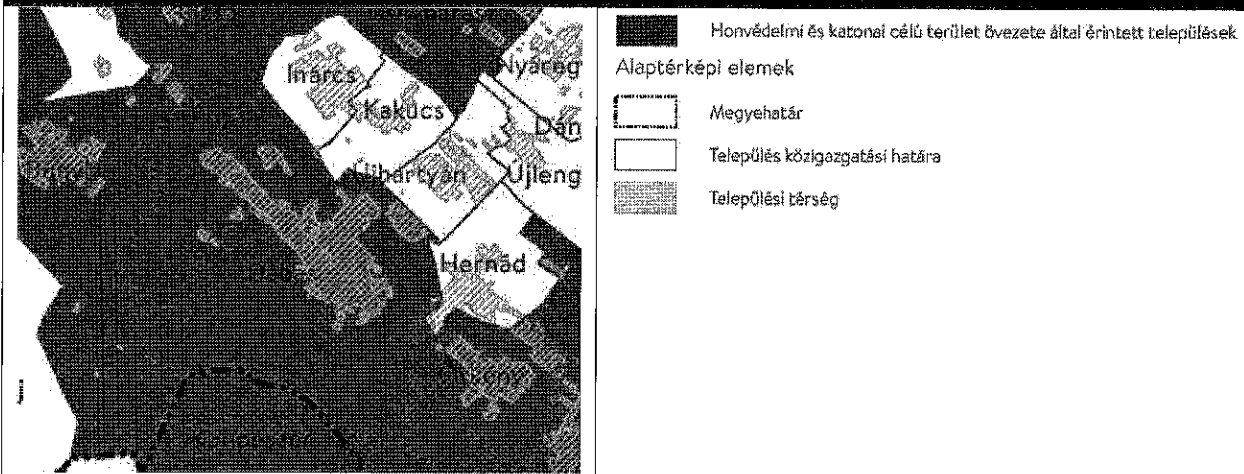 Inárcs
Nyáreg
Kakucs
Dán
Újbartyán
Újleng
Hernád
Honvédelmi és katonai célú terület övezete által érintett települések
Alaptérképi elemek
Megyehatár
Település közigazgatási határa
Települési térség